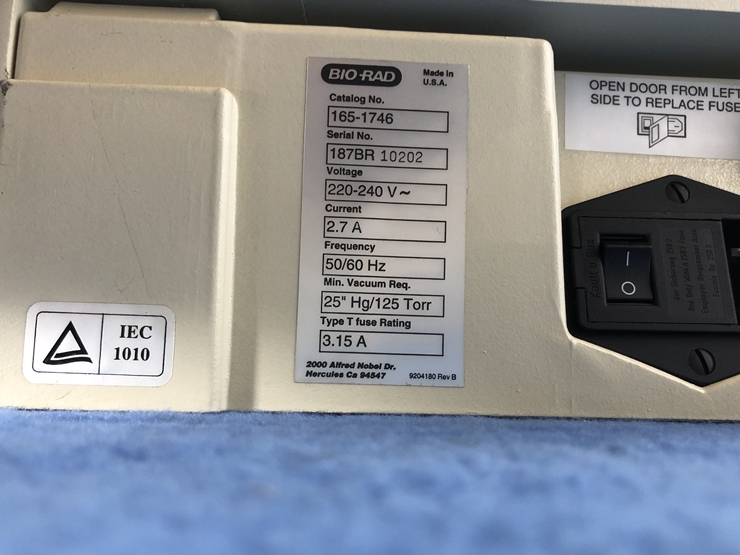 BIO-RAD
Made in
U.S.A.
Catalog No.
165-1746
Serial No.
187BR 10202
Voltage
220-240 V ~
Current
2.7 A
Frequency
50/60 Hz
Min. Vacuum Req.
25" Hg/125 Torr
Type T fuse Rating
3.15 A
2000 Alfred Nobel Dr.
Hercules Ca 94547
9204180 Rev B
IEC
1010
OPEN DOOR FROM LEFT
SIDE TO REPLACE FUSE